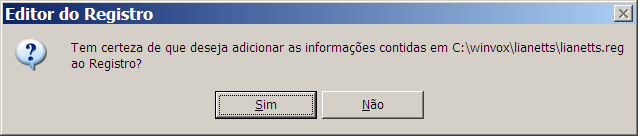 Editor do Registro
Tem certeza de que deseja adicionar as informações contidas em C:\winvox\lianetts\lianetts.reg
ao Registro?
Sim
Não